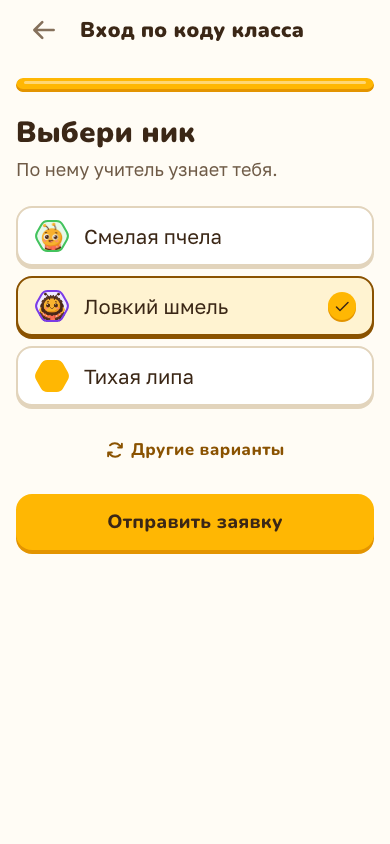 Вход по коду класса
Выбери ник
По нему учитель узнает тебя.
Смелая пчела
Ловкий шмель
Тихая липа
Другие варианты
Отправить заявку